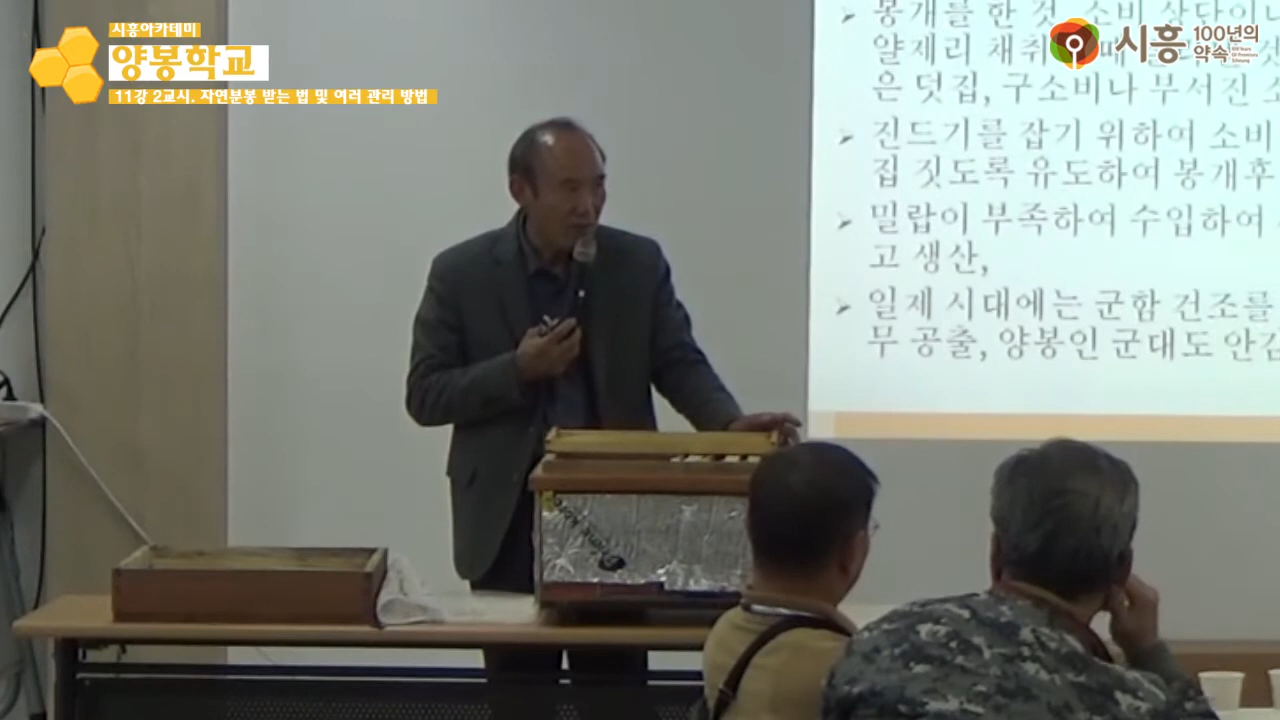 시흥아카데미
양봉학교
11강 2교시. 자연분봉 받는 법 및 여러 관리 방법
시흥 100년의 약속
봉개를 한 것, 소비 상단이나
얄제리 채취
은 덧집, 구소비나 부서진
진드기를 잡기 위하여 소비
집 짓도록 유도하여 봉개후
밀랍이 부족하여 수입하여
고 생산,
일제 시대에는 군함 건조를
무 공출, 양봉인 군대도 안